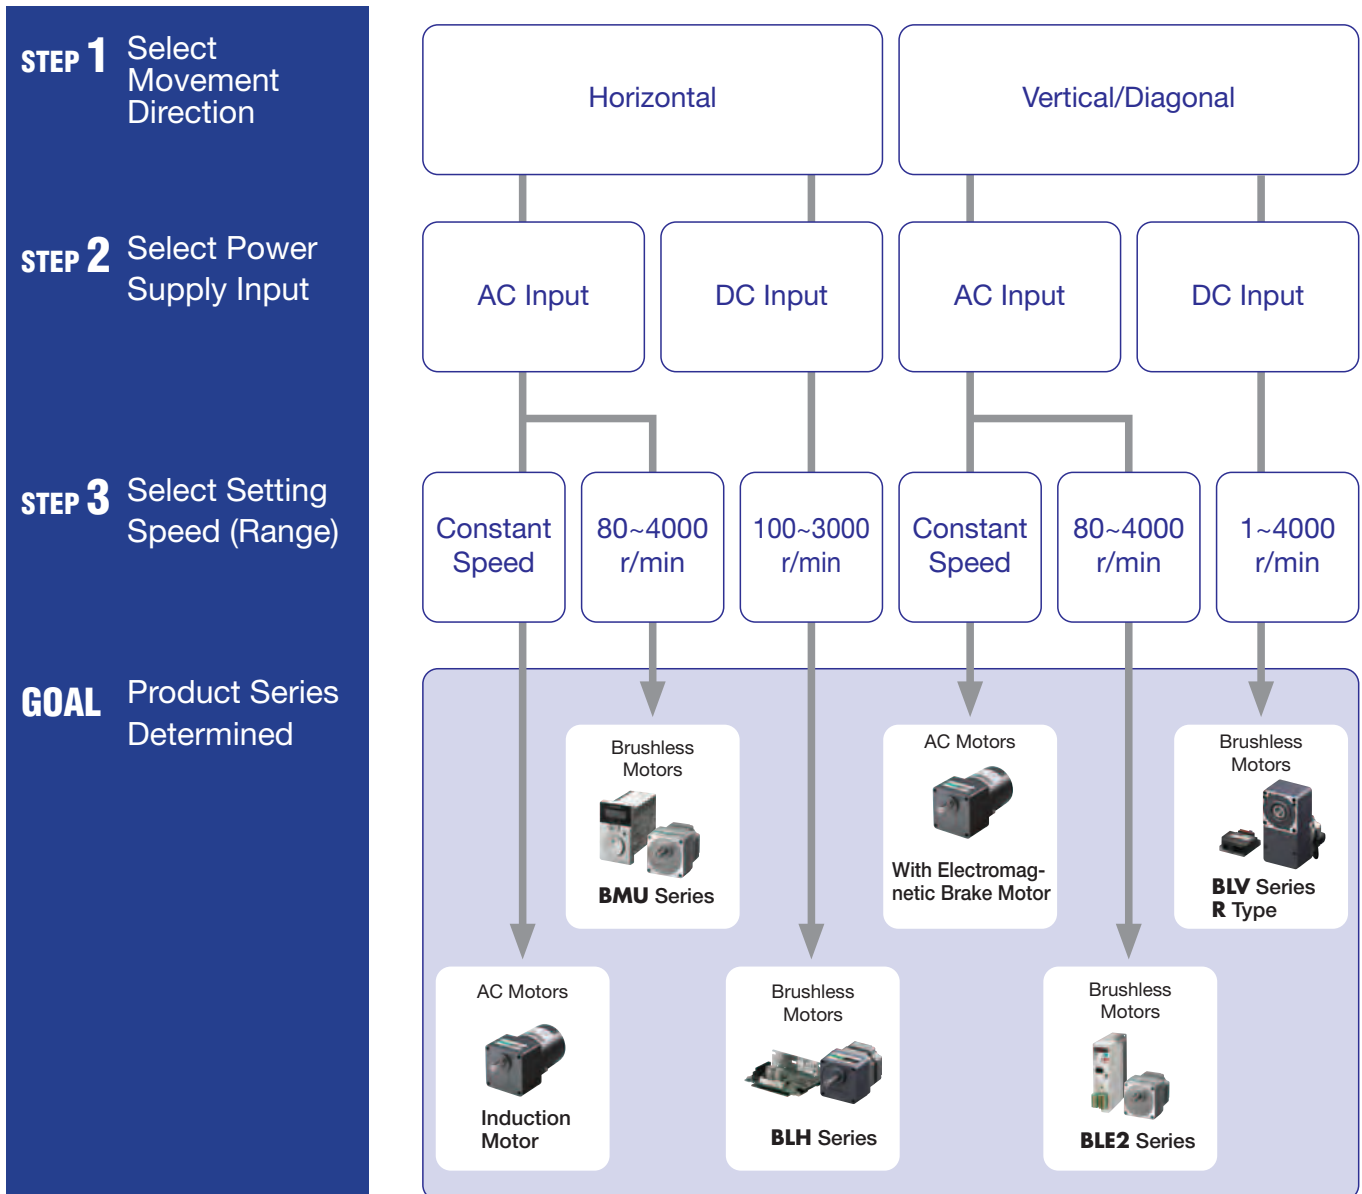 STEP 1 Select
Movement
Direction
Horizontal
Vertical/Diagonal
STEP 2 Select Power
Supply Input
AC Input
DC Input
AC Input
DC Input
STEP 3 Select Setting
Speed (Range)
Constant
Speed
80~4000
r/min
100~3000
r/min
Constant
Speed
80~4000
r/min
1~4000
r/min
GOAL Product Series
Determined
Brushless
Motors
BMU Series
AC Motors
With Electromag-
netic Brake Motor
Brushless
Motors
BLV Series
R Type
AC Motors
Induction
Motor
Brushless
Motors
BLH Series
Brushless
Motors
BLE2 Series